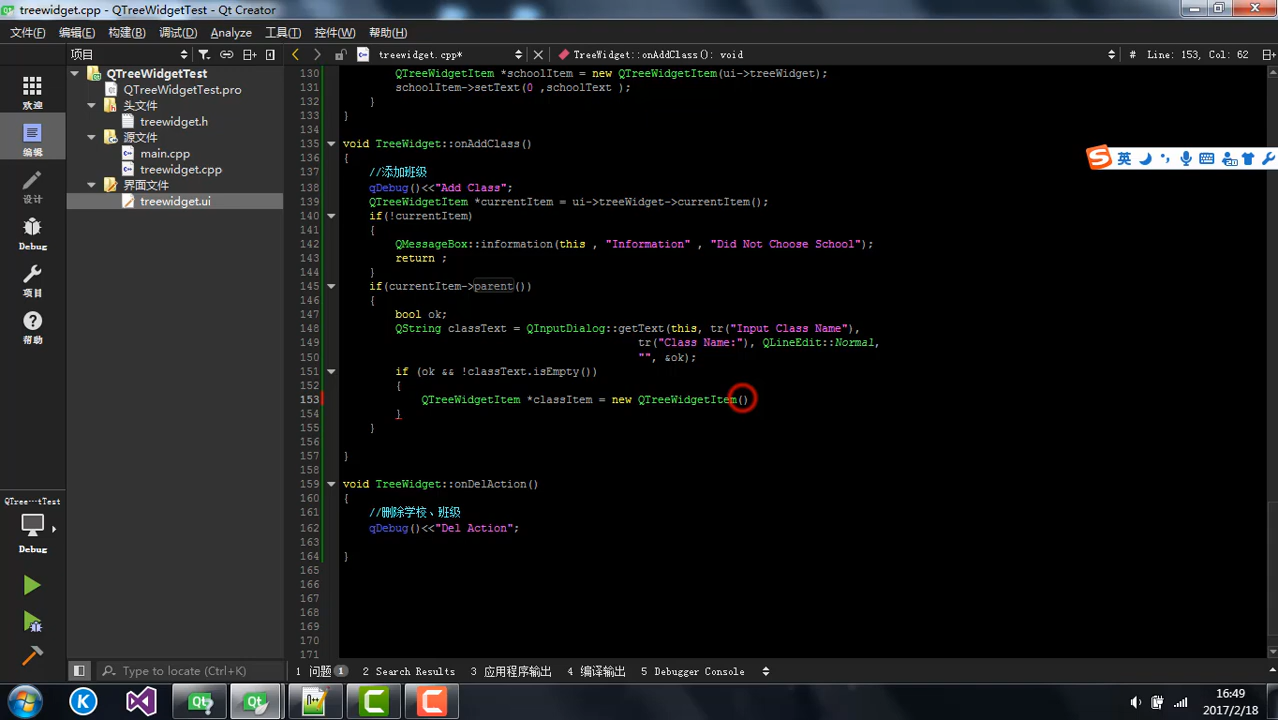 treewidget.cpp - QTreeWidgetTest - Qt Creator
文件(F) 编辑(E) 构建(B) 调试(D) Analyze 工具(T) 控件(W) 帮助(H)
项目 treewidget.cpp* TreeWidget::onAddClass(): void # Line: 153, Col: 62
QTreeWidgetTest
QTreeWidgetTest.pro
头文件
treewidget.h
源文件
main.cpp
treewidget.cpp
界面文件
treewidget.ui
欢迎
编辑
设计
Debug
项目
帮助
QTree···tTest
Debug
130 QTreeWidgetItem *schoolItem = new QTreeWidgetItem(ui->treeWidget);
131 schoolItem->setText(0 ,schoolText );
132 }
133 }
134
135 void TreeWidget::onAddClass()
136 {
137 //添加班级
138 qDebug()<<"Add Class";
139 QTreeWidgetItem *currentItem = ui->treeWidget->currentItem();
140 if(!currentItem)
141 {
142 QMessageBox::information(this , "Information" , "Did Not Choose School");
143 return ;
144 }
145 if(currentItem->parent())
146 {
147 bool ok;
148 QString classText = QInputDialog::getText(this, tr("Input Class Name"),
149 tr("Class Name:"), QLineEdit::Normal,
150 "", &ok);
151 if (ok && !classText.isEmpty())
152 {
153 QTreeWidgetItem *classItem = new QTreeWidgetItem()
154 }
155 }
156
157 }
158
159 void TreeWidget::onDelAction()
160 {
161 //删除学校、班级
162 qDebug()<<"Del Action";
163
164 }
165
166
167
168
169
170
171
英
Type to locate (Ctrl+K) 1 问题 1 2 Search Results 3 应用程序输出 4 编译输出 5 Debugger Console
16:49
2017/2/18